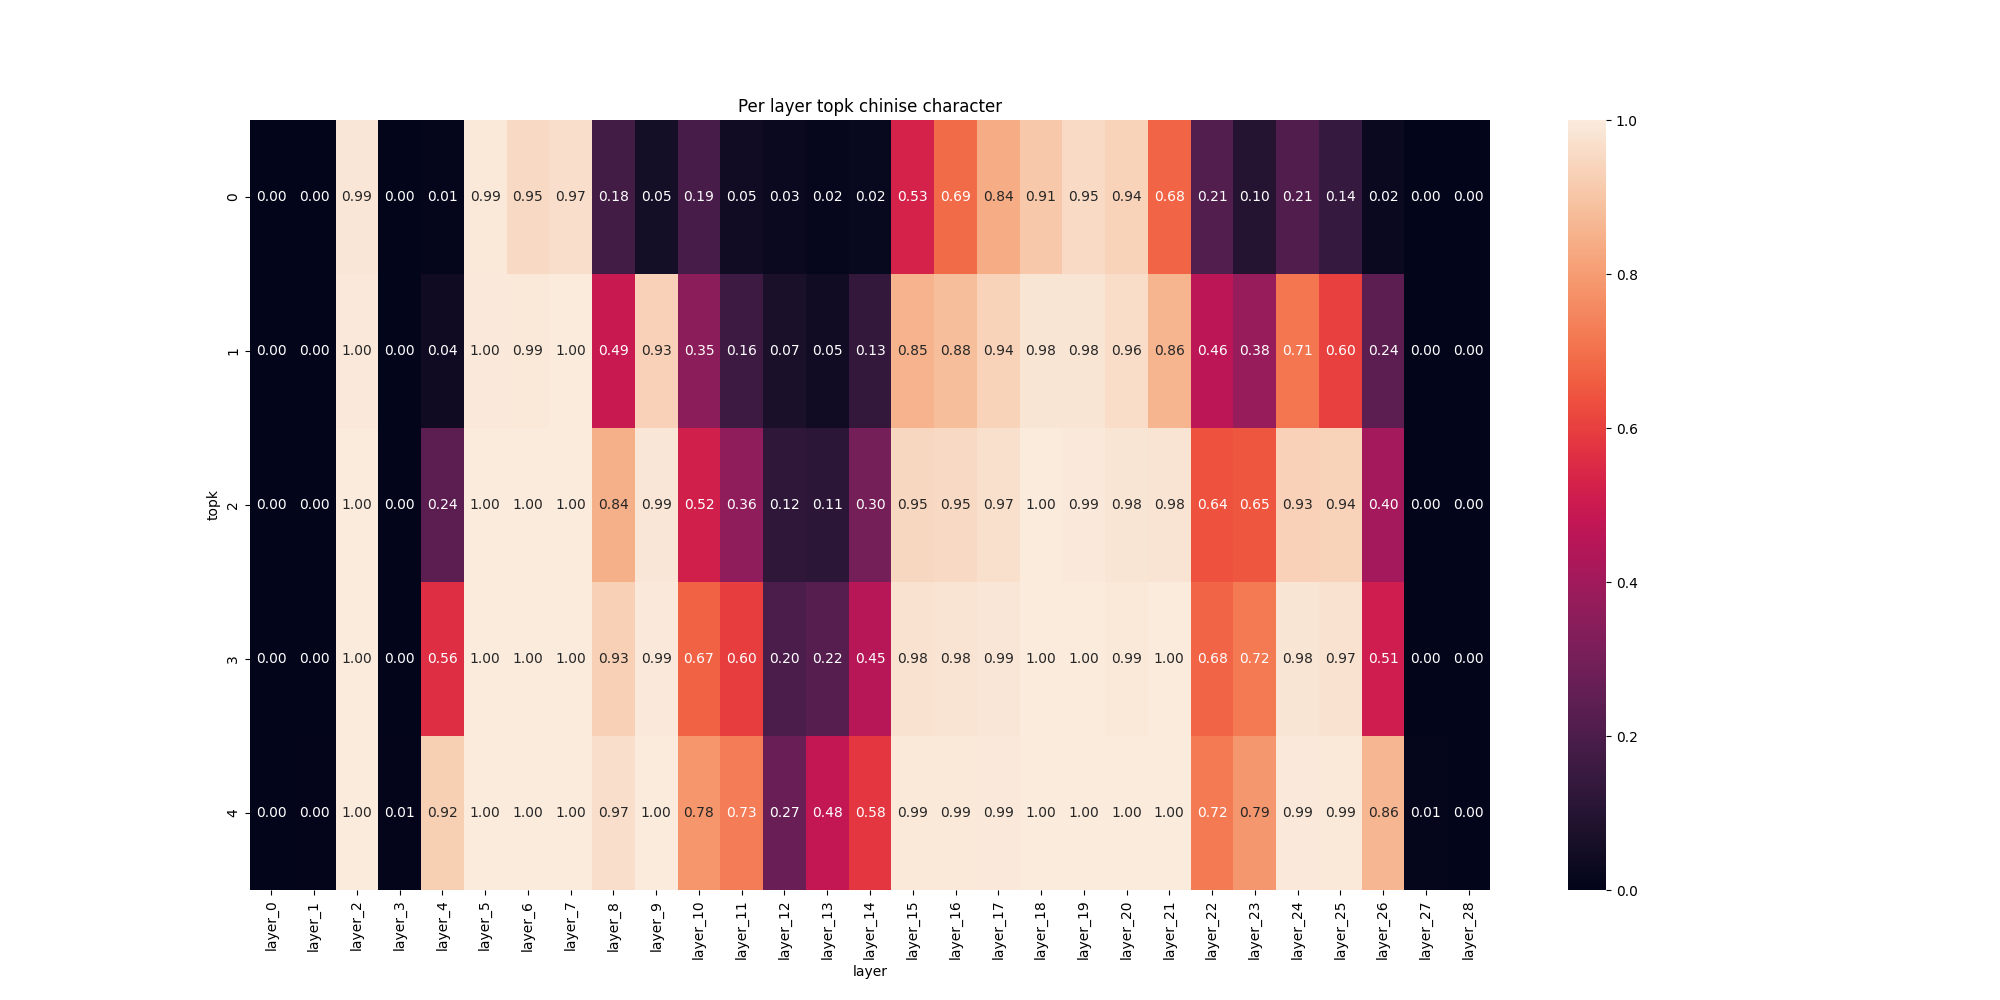 Per layer topk chinise character
0.00 0.00 0.99 0.00 0.01 0.99 0.95 0.97 0.18 0.05 0.19 0.05 0.03 0.02 0.02 0.53 0.69 0.84 0.91 0.95 0.94 0.68 0.21 0.10 0.21 0.14 0.02 0.00 0.00
0.00 0.00 1.00 0.00 0.04 1.00 0.99 1.00 0.49 0.93 0.35 0.16 0.07 0.05 0.13 0.85 0.88 0.94 0.98 0.98 0.96 0.86 0.46 0.38 0.71 0.60 0.24 0.00 0.00
0.00 0.00 1.00 0.00 0.24 1.00 1.00 1.00 0.84 0.99 0.52 0.36 0.12 0.11 0.30 0.95 0.95 0.97 1.00 0.99 0.98 0.98 0.64 0.65 0.93 0.94 0.40 0.00 0.00
0.00 0.00 1.00 0.00 0.56 1.00 1.00 1.00 0.93 0.99 0.67 0.60 0.20 0.22 0.45 0.98 0.98 0.99 1.00 1.00 0.99 1.00 0.68 0.72 0.98 0.97 0.51 0.00 0.00
0.00 0.00 1.00 0.01 0.92 1.00 1.00 1.00 0.97 1.00 0.78 0.73 0.27 0.48 0.58 0.99 0.99 0.99 1.00 1.00 1.00 1.00 0.72 0.79 0.99 0.99 0.86 0.01 0.00
topk
0
1
2
3
4
layer_0
layer_1
layer_2
layer_3
layer_4
layer_5
layer_6
layer_7
layer_8
layer_9
layer_10
layer_11
layer_12
layer_13
layer_14
layer_15
layer_16
layer_17
layer_18
layer_19
layer_20
layer_21
layer_22
layer_23
layer_24
layer_25
layer_26
layer_27
layer_28
layer
1.0
0.8
0.6
0.4
0.2
0.0